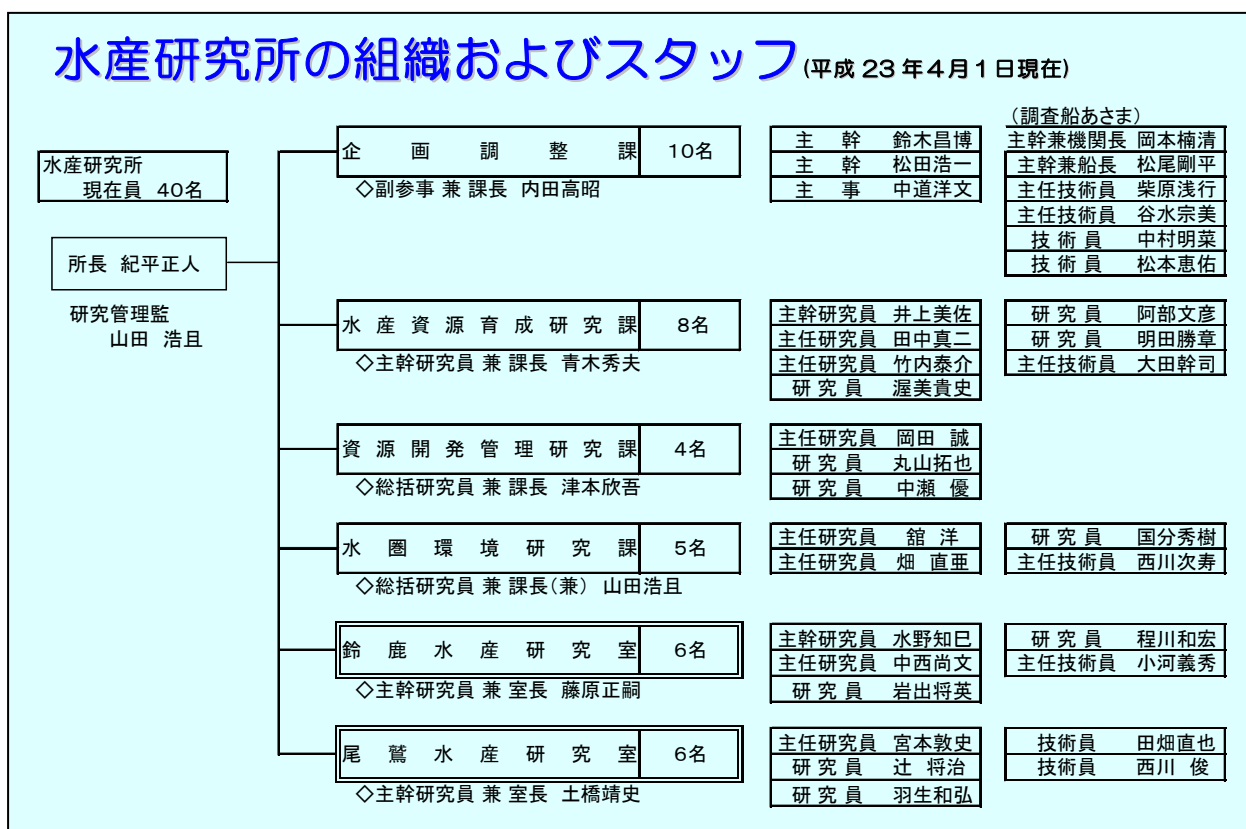 水産研究所の組織およびスタッフ(平成23年4月1日現在)
水産研究所
現在員 40名
所長 紀平正人
研究管理監
山田 浩且
企画調整課 10名
◇副参事 兼 課長 内田高昭
主幹 鈴木昌博
主幹 松田浩一
主事 中道洋文
(調査船あさま)
主幹兼機関長 岡本楠清
主幹兼船長 松尾剛平
主任技術員 柴原浅行
主任技術員 谷水宗美
技術員 中村明菜
技術員 松本恵佑
水産資源育成研究課 8名
◇主幹研究員 兼 課長 青木秀夫
主幹研究員 井上美佐
主任研究員 田中真二
主任研究員 竹内泰介
研究員 渥美貴史
研究員 阿部文彦
研究員 明田勝章
主任技術員 大田幹司
資源開発管理研究課 4名
◇総括研究員 兼 課長 津本欣吾
主任研究員 岡田 誠
研究員 丸山拓也
研究員 中瀬 優
水圏環境研究課 5名
◇総括研究員 兼 課長(兼) 山田浩且
主任研究員 舘 洋
主任研究員 畑 直亜
研究員 国分秀樹
主任技術員 西川次寿
鈴鹿水産研究室 6名
◇主幹研究員 兼 室長 藤原正嗣
主幹研究員 水野知巳
主任研究員 中西尚文
研究員 岩出将英
研究員 程川和宏
主任技術員 小河義秀
尾鷲水産研究室 6名
◇主幹研究員 兼 室長 土橋靖史
主任研究員 宮本敦史
研究員 辻 将治
研究員 羽生和弘
技術員 田畑直也
技術員 西川 俊